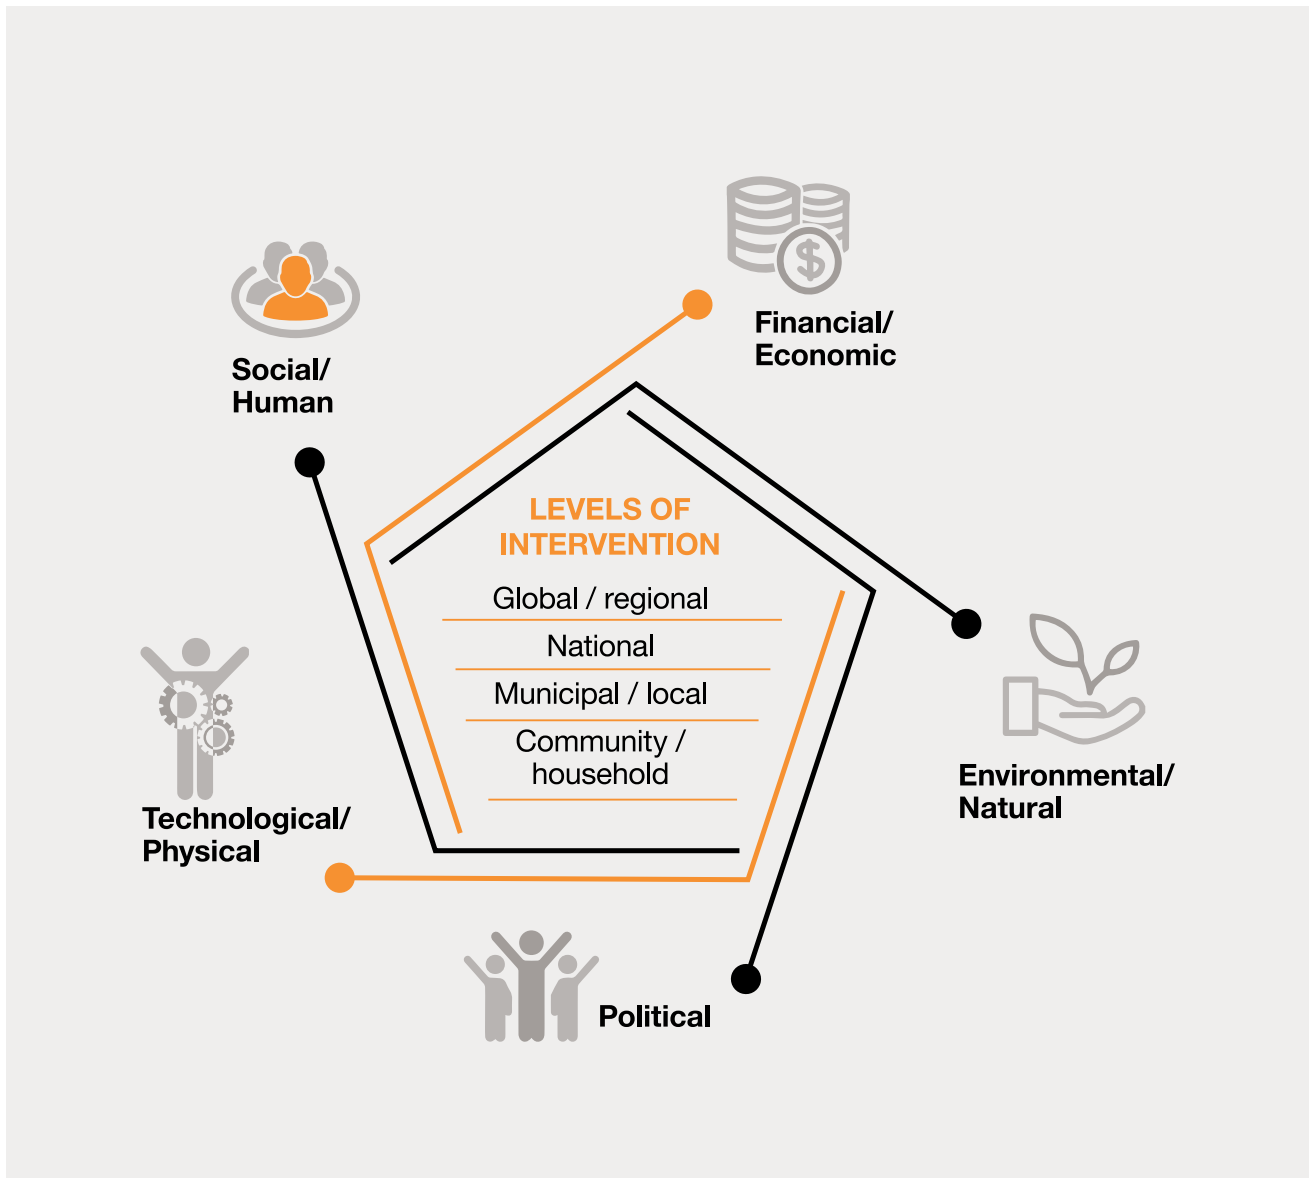 Financial/
Economic
Social/
Human
LEVELS OF
INTERVENTION
Global / regional
National
Municipal / local
Community /
household
Environmental/
Natural
Technological/
Physical
Political
$